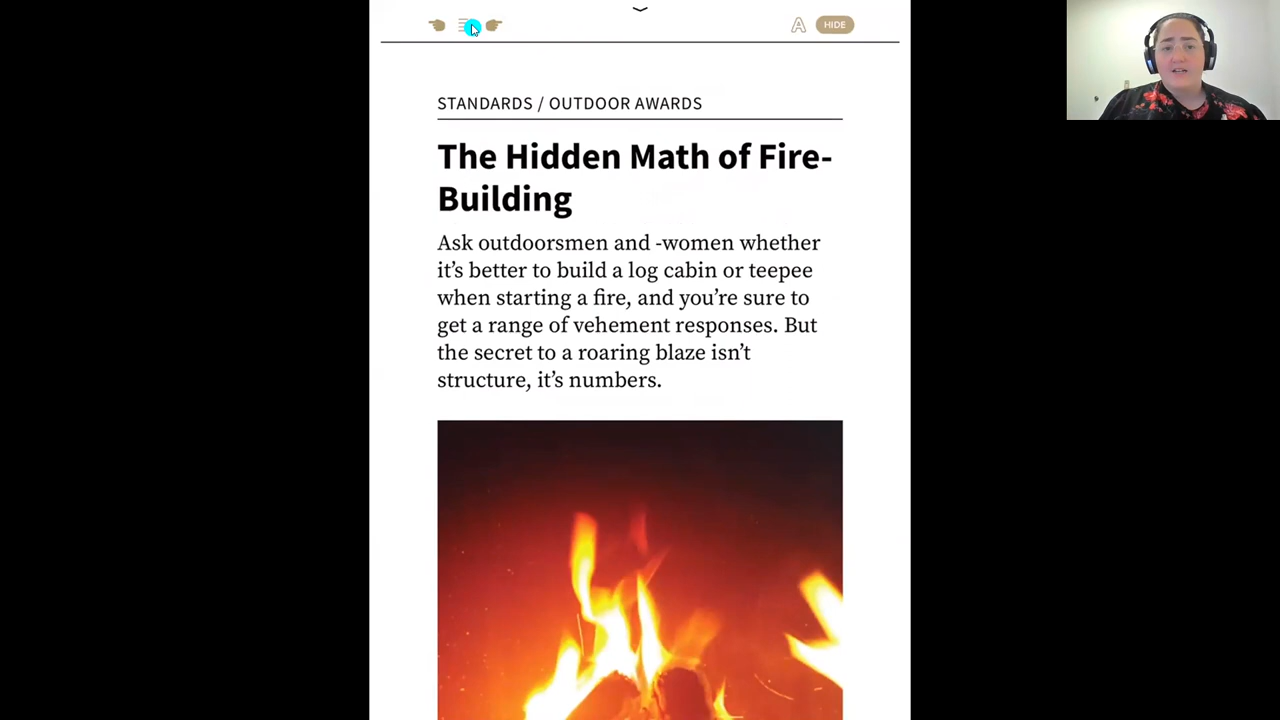 A HIDE
STANDARDS / OUTDOOR AWARDS
The Hidden Math of Fire-
Building
Ask outdoorsmen and -women whether
it's better to build a log cabin or teepee
when starting a fire, and you're sure to
get a range of vehement responses. But
the secret to a roaring blaze isn't
structure, it's numbers.